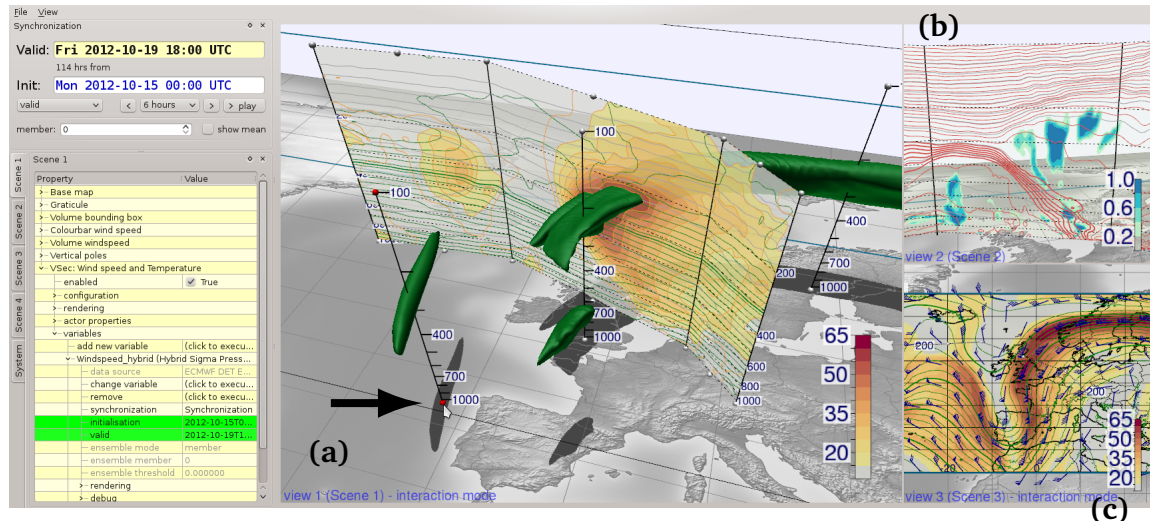 File View
Synchronization
Valid: Fri 2012-10-19 18:00 UTC
114 hrs from
Init: Mon 2012-10-15 00:00 UTC
valid < 6 hours > > play
member: 0 show mean
Scene 1
Scene 2
Scene 3
Scene 4
System
Scene 1
Property Value
Base map
Graticule
Volume bounding box
Colourbar wind speed
Volume windspeed
Vertical poles
VSec: Wind speed and Temperature
enabled True
configuration
rendering
actor properties
variables
add new variable (click to execu...
Windspeed_hybrid (Hybrid Sigma Press...
data source ECMWF DET E...
change variable (click to execu...
remove (click to execu...
synchronization Synchronization
initialisation 2012-10-15T0...
valid 2012-10-19T1...
ensemble mode member
ensemble member 0
ensemble threshold 0.000000
rendering
debug
100
400
700
1000
100
400
700
1000
200
400
600
800
1000
400
700
1000
65
50
35
20
(a)
view 1 (Scene 1) - interaction mode
(b)
1.0
0.6
0.2
view 2 (Scene 2)
200
200
200
20
65
50
35
20
view 3 (Scene 3) - interaction mode
(c)